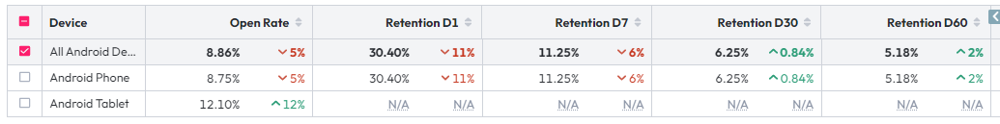 Device Open Rate Retention D1 Retention D7 Retention D30 Retention D60
All Android De... 8.86% 5% 30.40% 11% 11.25% 6% 6.25% 0.84% 5.18% 2%
Android Phone 8.75% 5% 30.40% 11% 11.25% 6% 6.25% 0.84% 5.18% 2%
Android Tablet 12.10% 12% N/A N/A N/A N/A N/A N/A N/A N/A